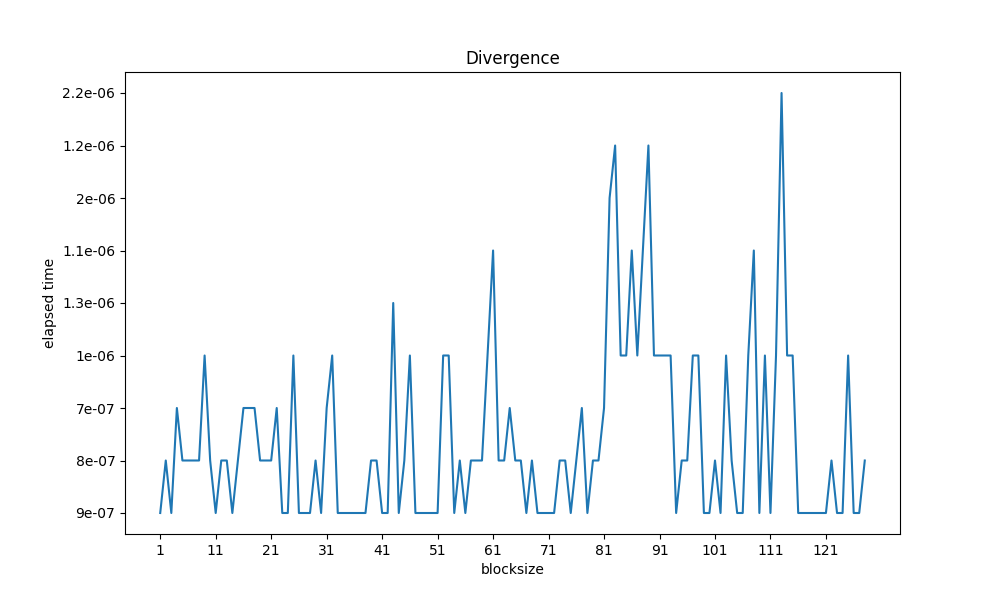 Divergence
2.2e-06
1.2e-06
2e-06
1.1e-06
1.3e-06
1e-06
7e-07
8e-07
9e-07
elapsed time
1 11 21 31 41 51 61 71 81 91 101 111 121
blocksize